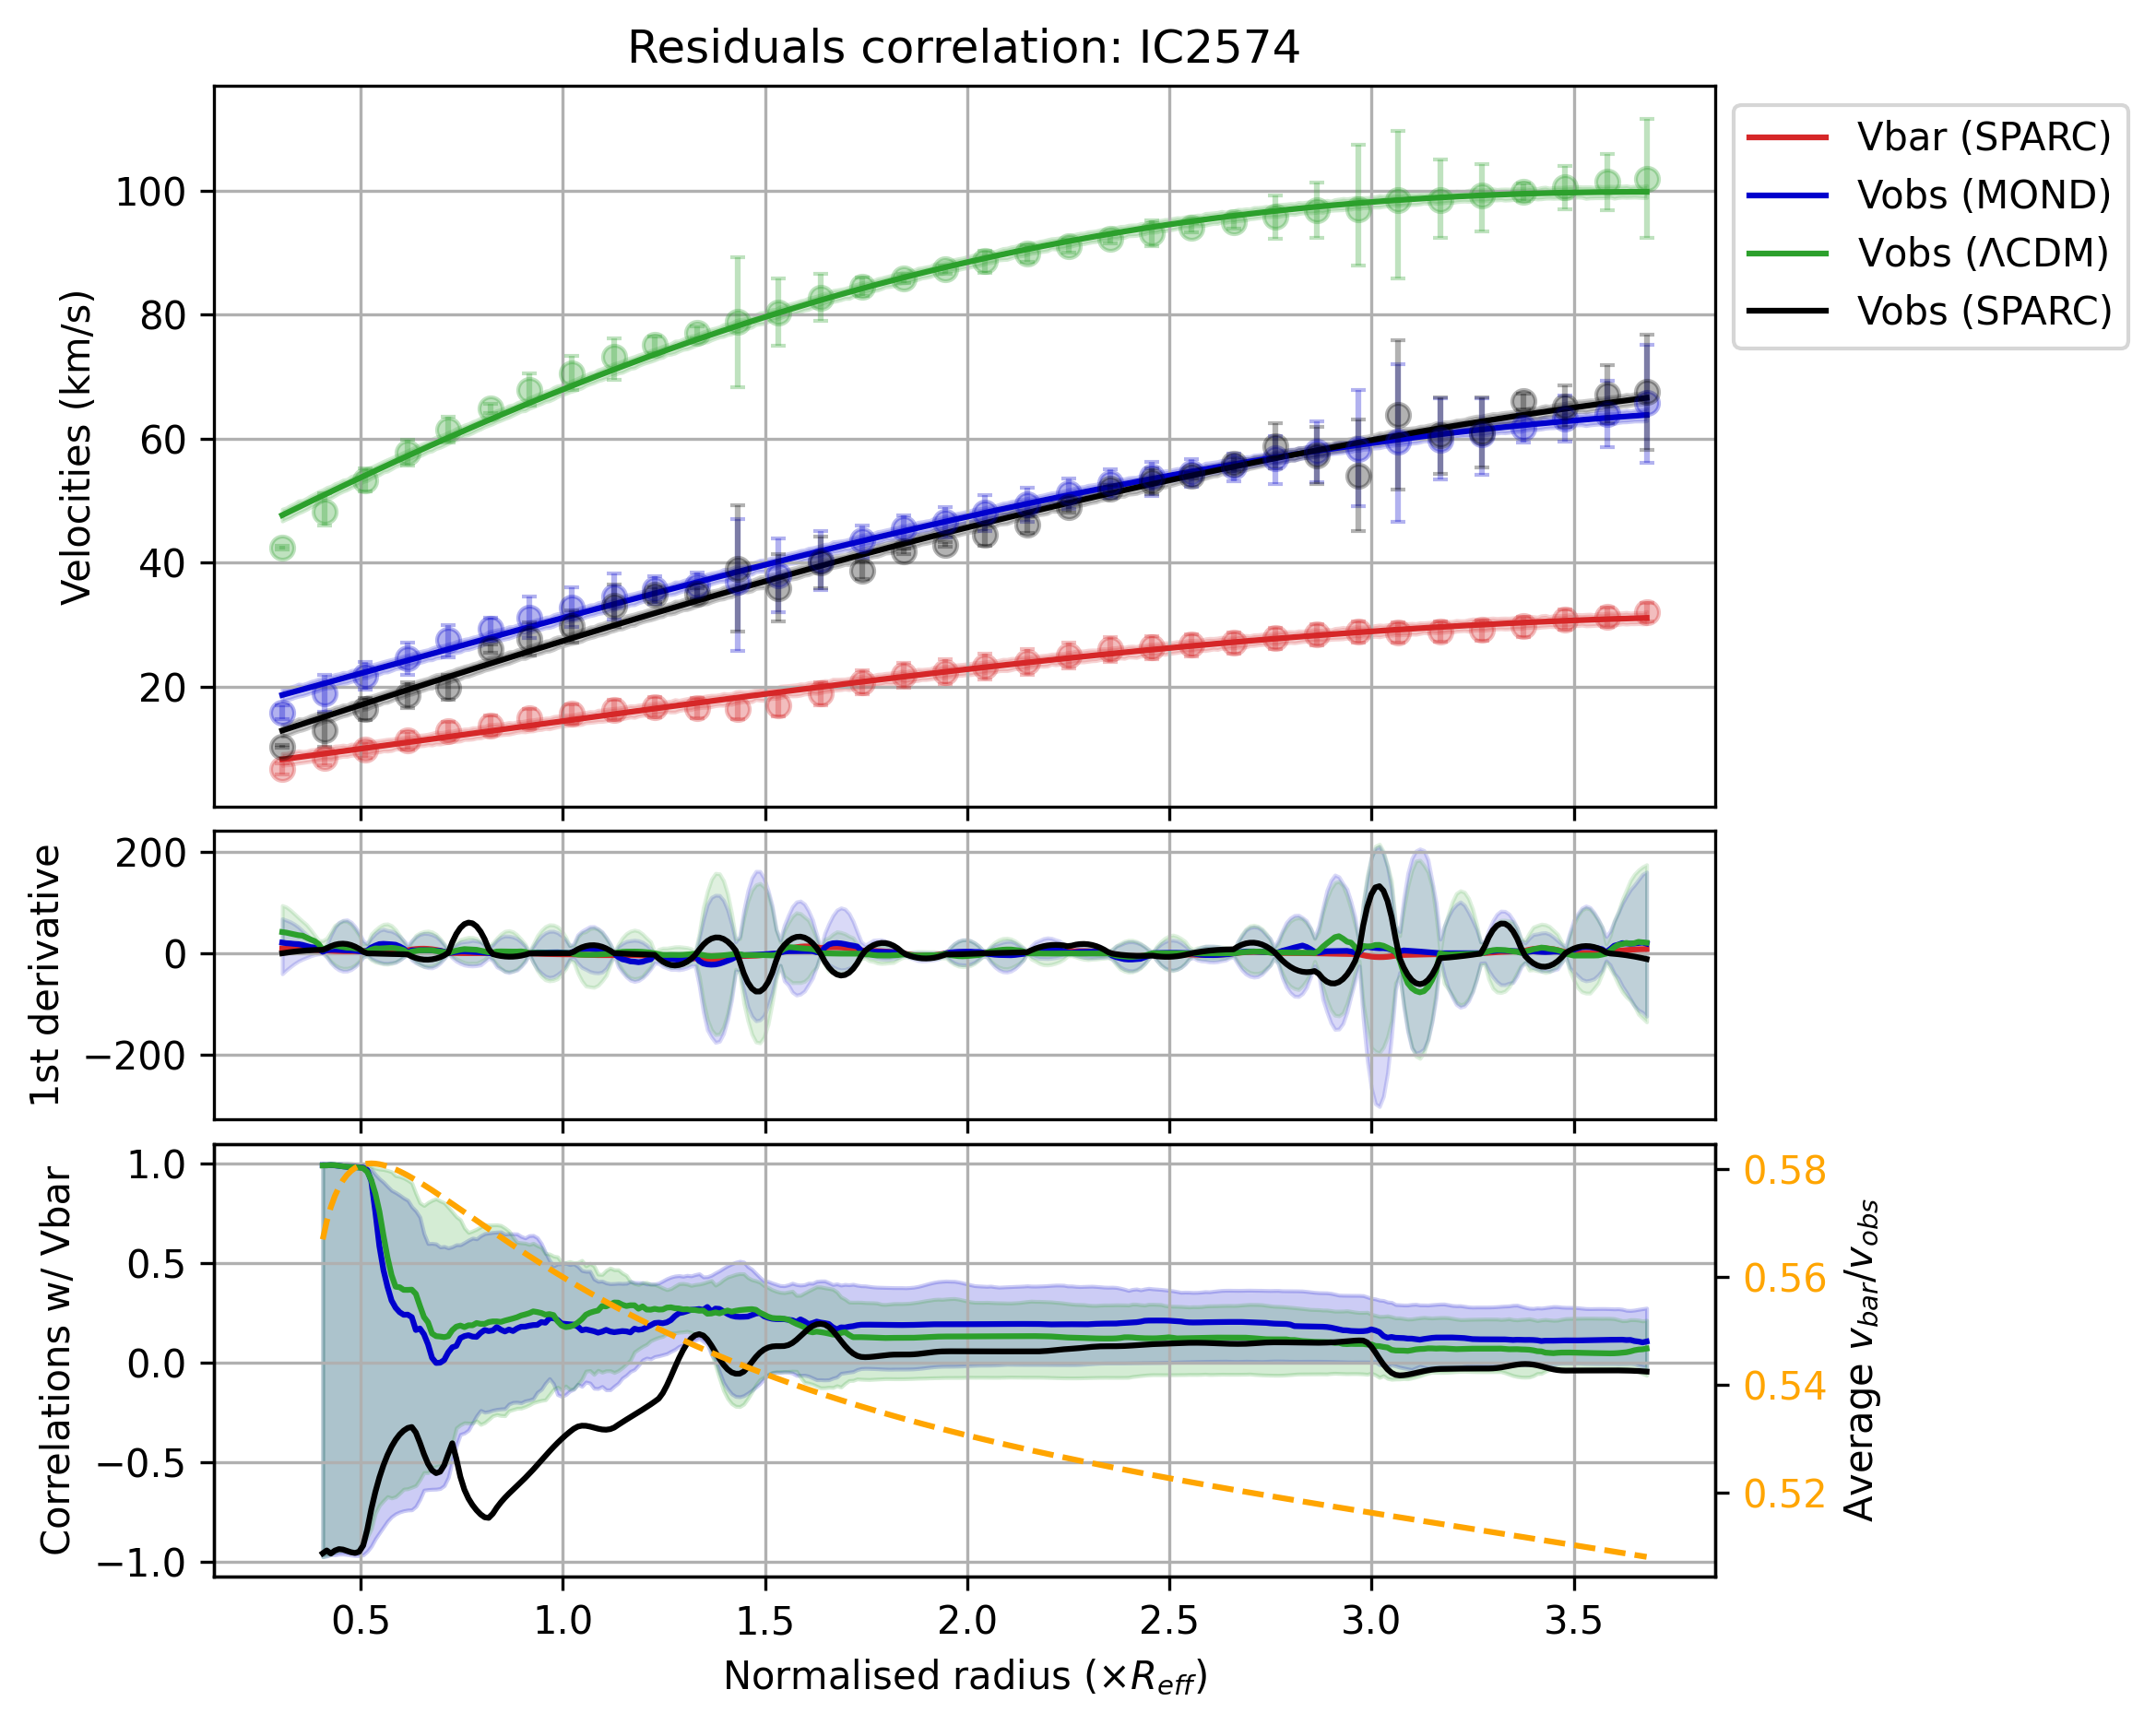 Residuals correlation: IC2574
Velocities (km/s)
100
80
60
40
20
Vbar (SPARC)
Vobs (MOND)
Vobs (ΛCDM)
Vobs (SPARC)
1st derivative
200
0
−200
Correlations w/ Vbar
1.0
0.5
0.0
−0.5
−1.0
0.58
0.56
0.54
0.52
Average v_bar/v_obs
0.5 1.0 1.5 2.0 2.5 3.0 3.5
Normalised radius (×R_eff)